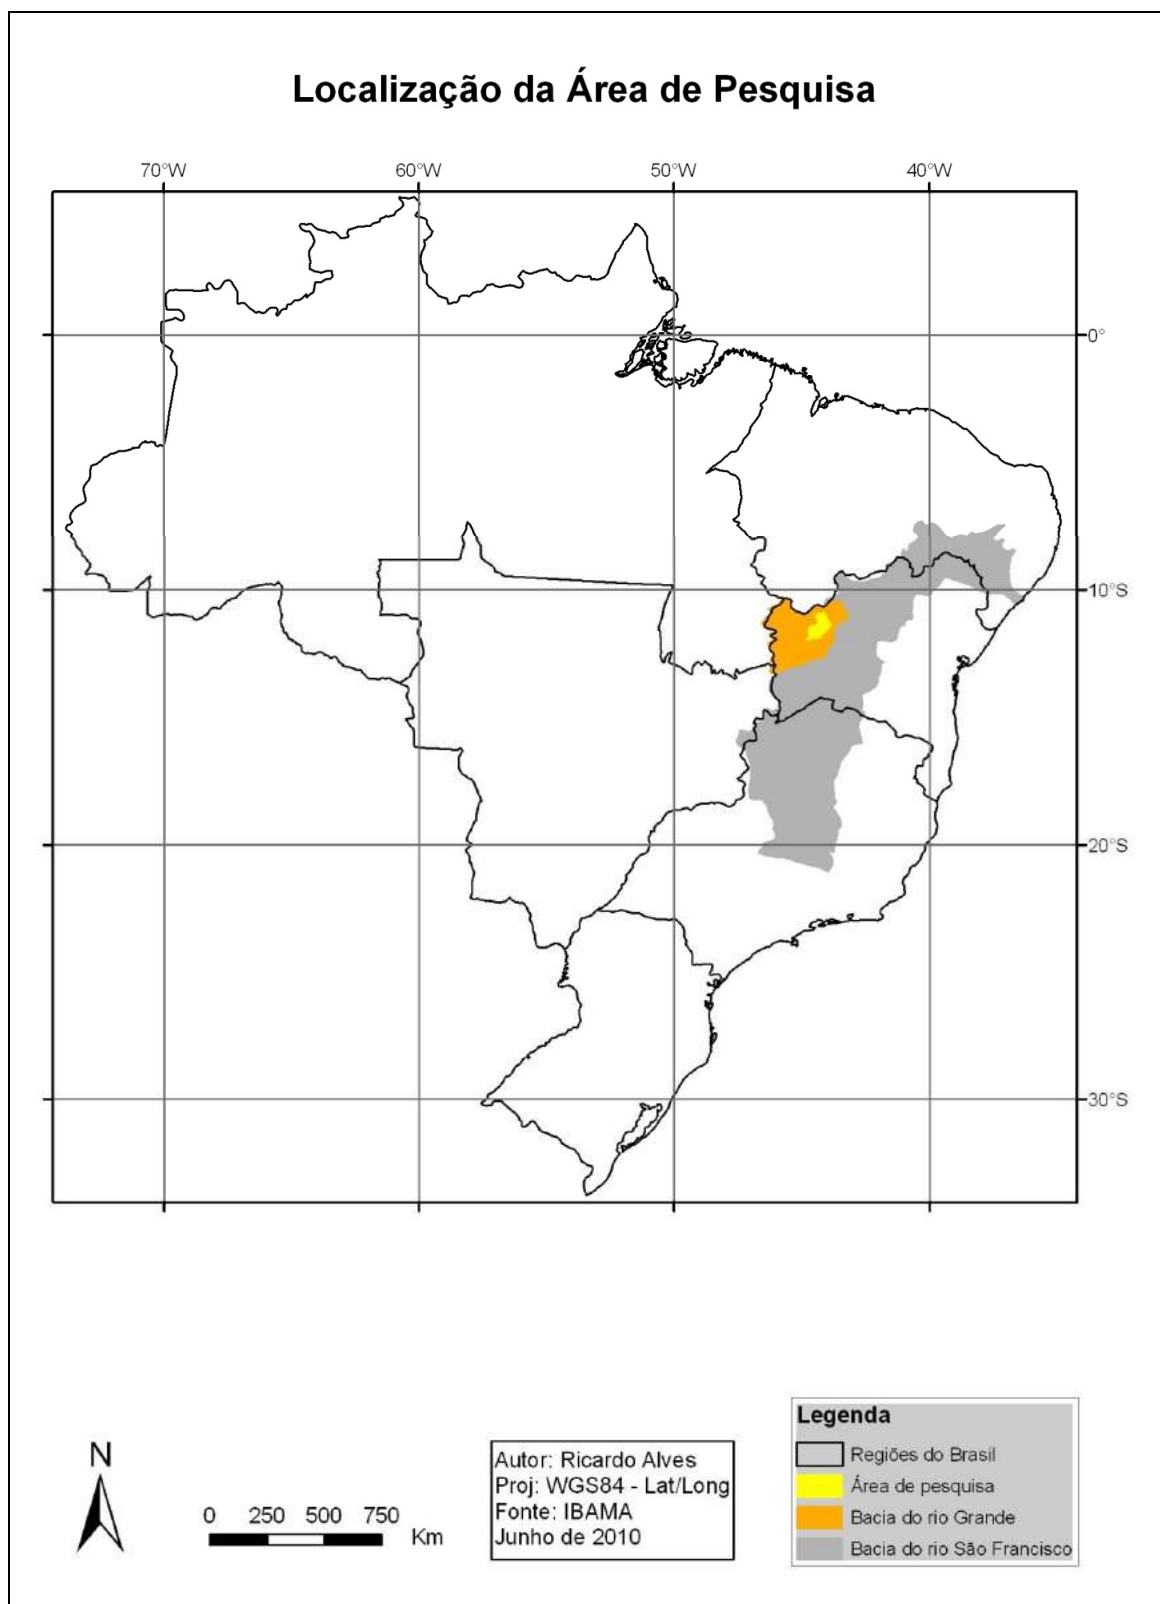 Localização da Área de Pesquisa
70°W 60°W 50°W 40°W
0°
10°S
20°S
30°S
N
0 250 500 750
Km
Autor: Ricardo Alves
Proj: WGS84 - Lat/Long
Fonte: IBAMA
Junho de 2010
Legenda
Regiões do Brasil
Área de pesquisa
Bacia do rio Grande
Bacia do rio São Francisco